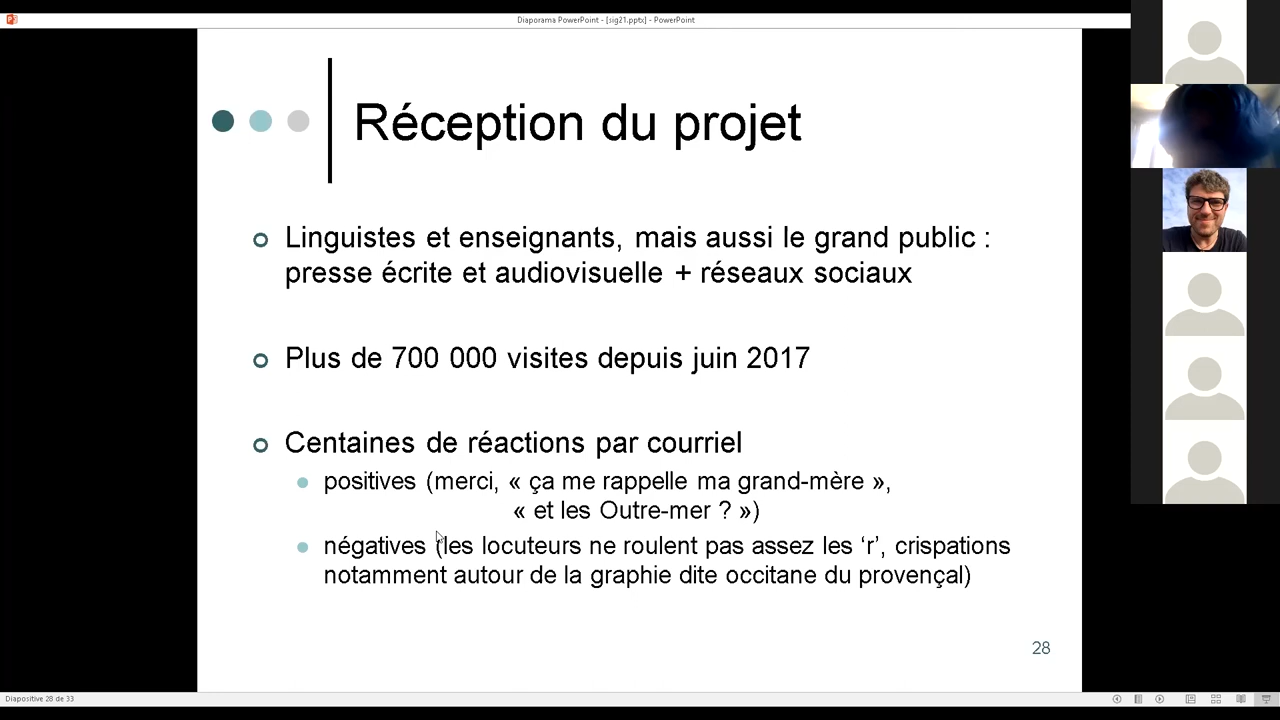 Diaporama PowerPoint - [sig21.pptx] - PowerPoint
Réception du projet
Linguistes et enseignants, mais aussi le grand public :
presse écrite et audiovisuelle + réseaux sociaux
Plus de 700 000 visites depuis juin 2017
Centaines de réactions par courriel
positives (merci, « ça me rappelle ma grand-mère »,
« et les Outre-mer ? »)
négatives (les locuteurs ne roulent pas assez les ‘r’, crispations
notamment autour de la graphie dite occitane du provençal)
28
Diapositive 28 de 33